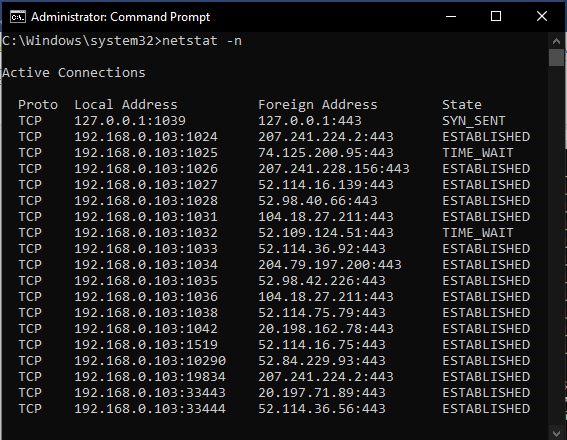 Administrator: Command Prompt
C:\Windows\system32>netstat -n
Active Connections
Proto Local Address Foreign Address State
TCP 127.0.0.1:1039 127.0.0.1:443 SYN_SENT
TCP 192.168.0.103:1024 207.241.224.2:443 ESTABLISHED
TCP 192.168.0.103:1025 74.125.200.95:443 TIME_WAIT
TCP 192.168.0.103:1026 207.241.228.156:443 ESTABLISHED
TCP 192.168.0.103:1027 52.114.16.139:443 ESTABLISHED
TCP 192.168.0.103:1028 52.98.40.66:443 ESTABLISHED
TCP 192.168.0.103:1031 104.18.27.211:443 ESTABLISHED
TCP 192.168.0.103:1032 52.109.124.51:443 TIME_WAIT
TCP 192.168.0.103:1033 52.114.36.92:443 ESTABLISHED
TCP 192.168.0.103:1034 204.79.197.200:443 ESTABLISHED
TCP 192.168.0.103:1035 52.98.42.226:443 ESTABLISHED
TCP 192.168.0.103:1036 104.18.27.211:443 ESTABLISHED
TCP 192.168.0.103:1038 52.114.75.79:443 ESTABLISHED
TCP 192.168.0.103:1042 20.198.162.78:443 ESTABLISHED
TCP 192.168.0.103:1519 52.114.16.75:443 ESTABLISHED
TCP 192.168.0.103:10290 52.84.229.93:443 ESTABLISHED
TCP 192.168.0.103:19834 207.241.224.2:443 ESTABLISHED
TCP 192.168.0.103:33443 20.197.71.89:443 ESTABLISHED
TCP 192.168.0.103:33444 52.114.36.56:443 ESTABLISHED